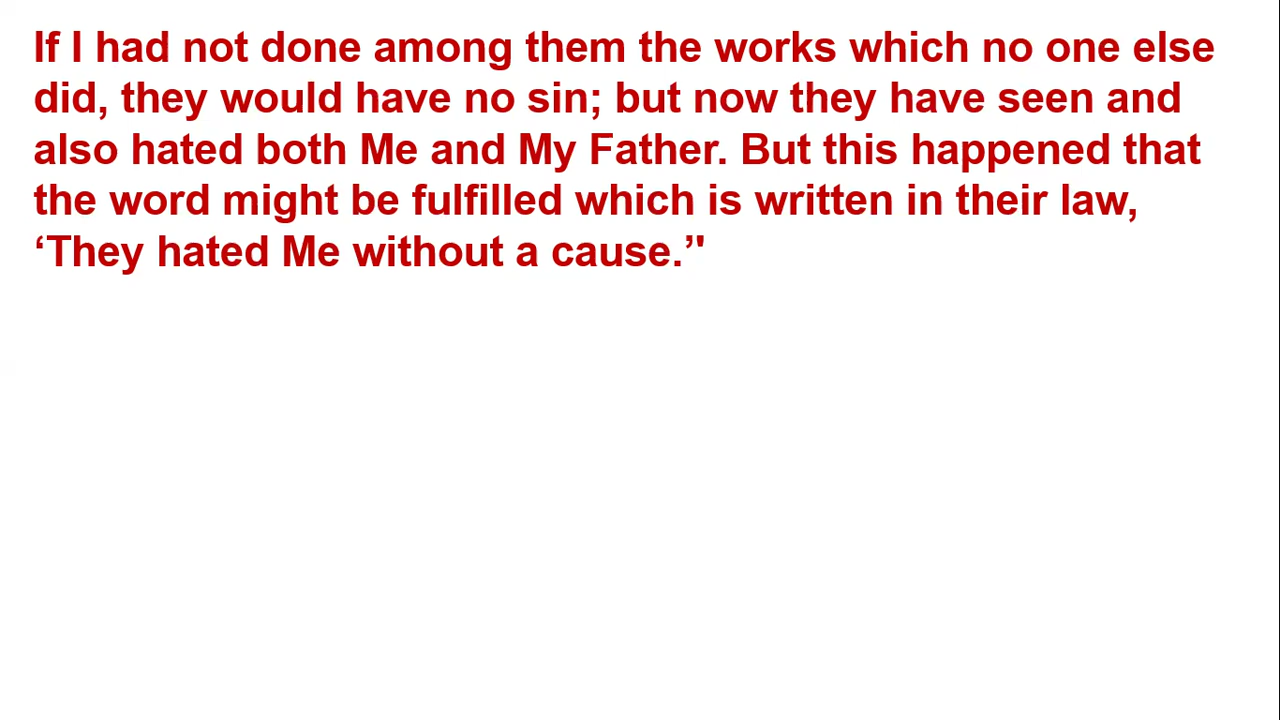 If I had not done among them the works which no one else
did, they would have no sin; but now they have seen and
also hated both Me and My Father. But this happened that
the word might be fulfilled which is written in their law,
‘They hated Me without a cause.’"